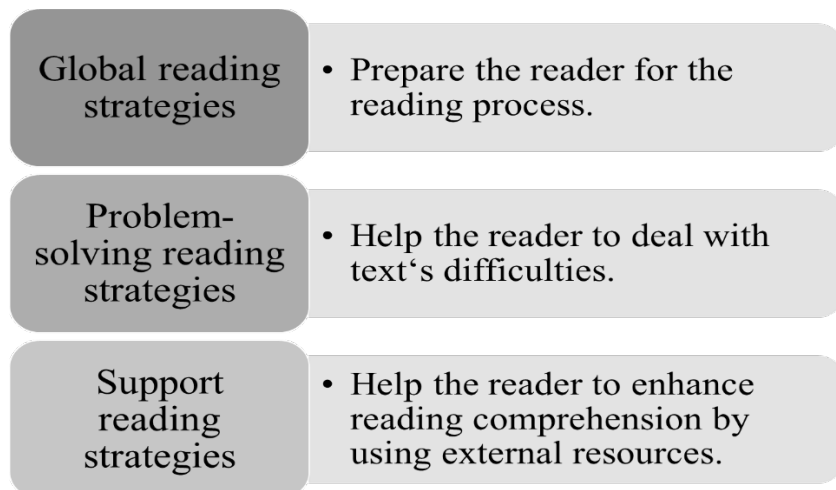 Global reading
strategies
• Prepare the reader for the
reading process.
Problem-
solving reading
strategies
• Help the reader to deal with
text‘s difficulties.
Support
reading
strategies
• Help the reader to enhance
reading comprehension by
using external resources.